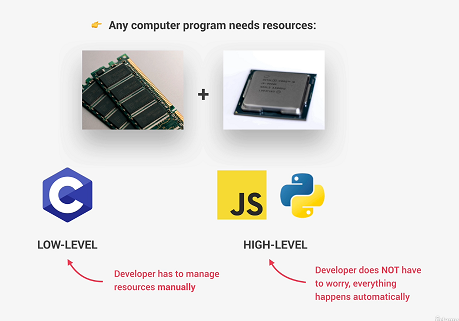 Any computer program needs resources:
+
C
JS
LOW-LEVEL
HIGH-LEVEL
Developer has to manage
resources manually
Developer does NOT have
to worry, everything
happens automatically